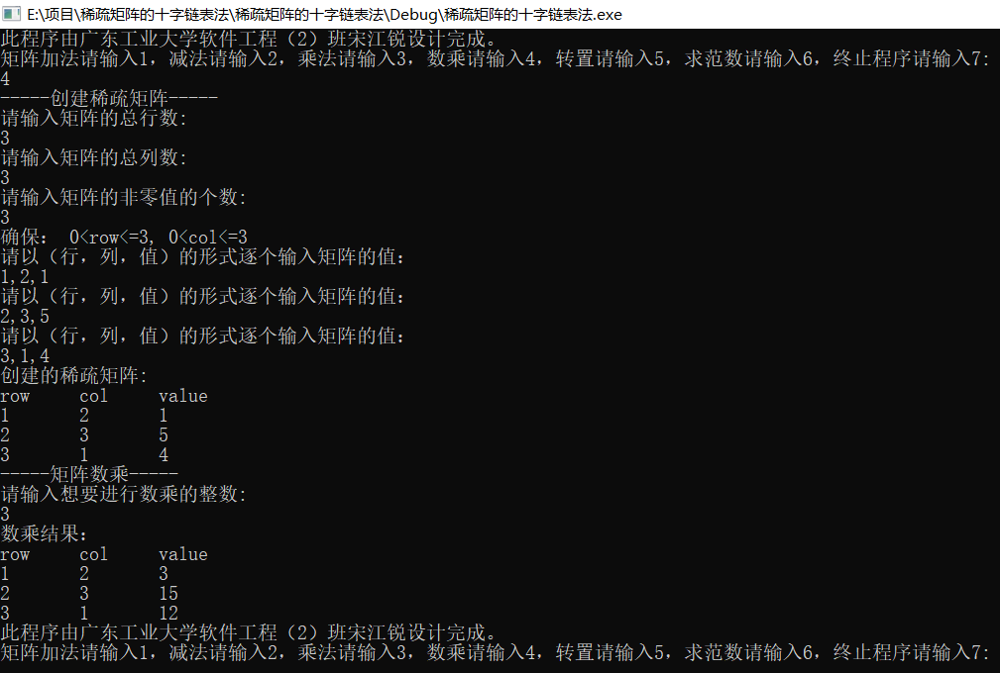 E:\项目\稀疏矩阵的十字链表法\稀疏矩阵的十字链表法\Debug\稀疏矩阵的十字链表法.exe
此程序由广东工业大学软件工程（2）班宋江锐设计完成。
矩阵加法请输入1，减法请输入2，乘法请输入3，数乘请输入4，转置请输入5，求范数请输入6，终止程序请输入7:
4
-----创建稀疏矩阵-----
请输入矩阵的总行数:
3
请输入矩阵的总列数:
3
请输入矩阵的非零值的个数:
3
确保： 0<row<=3, 0<col<=3
请以（行，列，值）的形式逐个输入矩阵的值：
1,2,1
请以（行，列，值）的形式逐个输入矩阵的值：
2,3,5
请以（行，列，值）的形式逐个输入矩阵的值：
3,1,4
创建的稀疏矩阵:
row col value
1 2 1
2 3 5
3 1 4
-----矩阵数乘-----
请输入想要进行数乘的整数:
3
数乘结果：
row col value
1 2 3
2 3 15
3 1 12
此程序由广东工业大学软件工程（2）班宋江锐设计完成。
矩阵加法请输入1，减法请输入2，乘法请输入3，数乘请输入4，转置请输入5，求范数请输入6，终止程序请输入7: